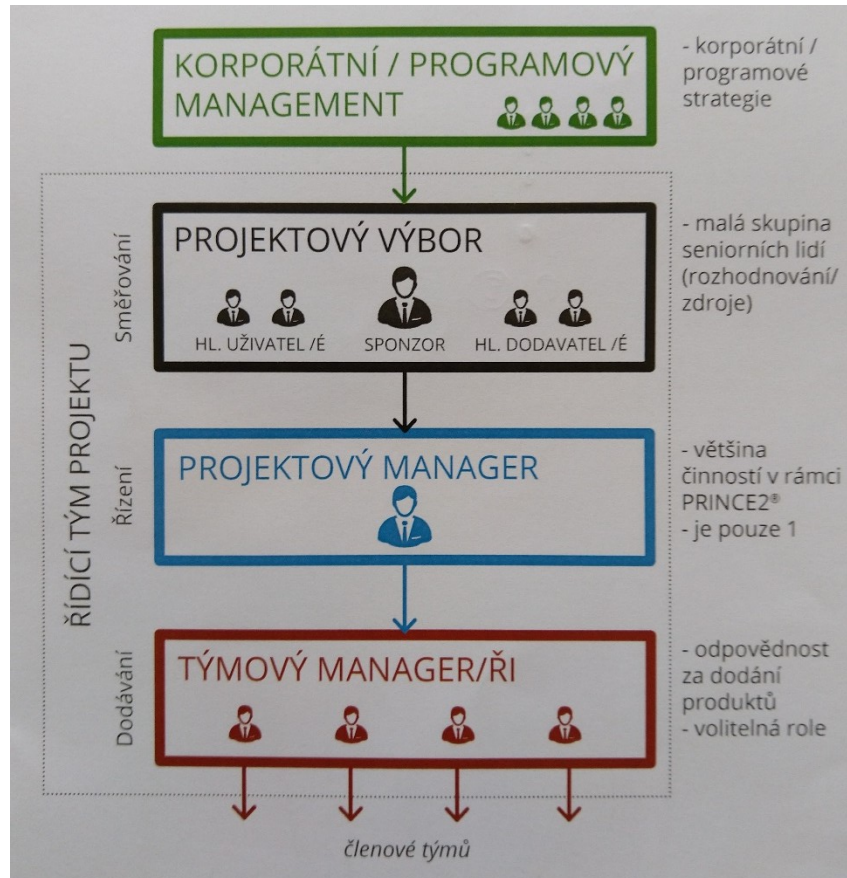 KORPORÁTNÍ / PROGRAMOVÝ
MANAGEMENT
- korporátní /
programové
strategie
ŘÍDÍCÍ TÝM PROJEKTU
Směřování
PROJEKTOVÝ VÝBOR
HL. UŽIVATEL /É
SPONZOR
HL. DODAVATEL /É
- malá skupina
seniorních lidí
(rozhodování/
zdroje)
Řízení
PROJEKTOVÝ MANAGER
- většina
činností v rámci
PRINCE2®
- je pouze 1
Dodávání
TÝMOVÝ MANAGER/ŘI
- odpovědnost
za dodání
produktů
- volitelná role
členové týmů